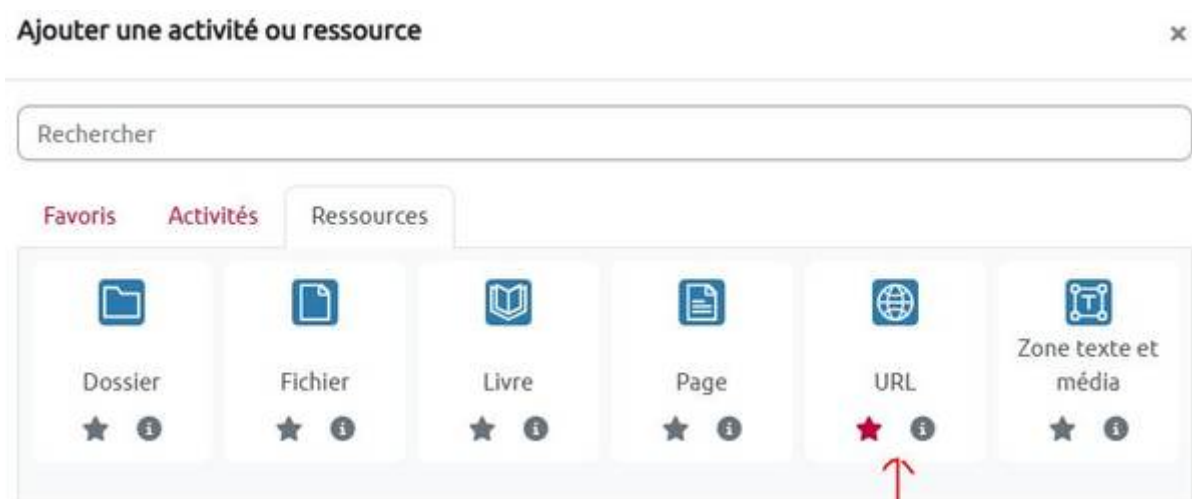 Ajouter une activité ou ressource
×
Rechercher
Favoris Activités Ressources
Dossier Fichier Livre Page URL Zone texte et
média